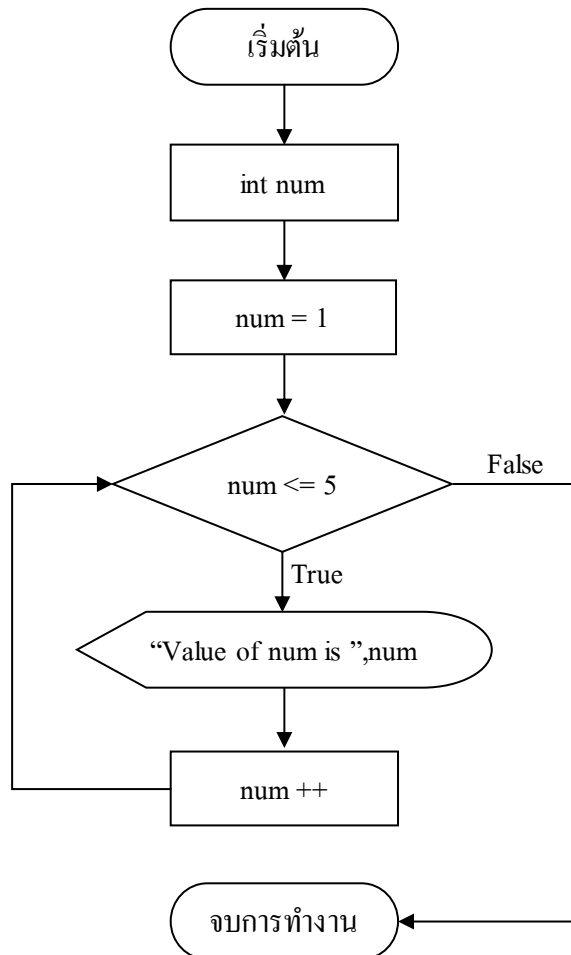 เริ่มต้น
int num
num = 1
num <= 5
False
True
“Value of num is ”,num
num ++
จบการทำงาน